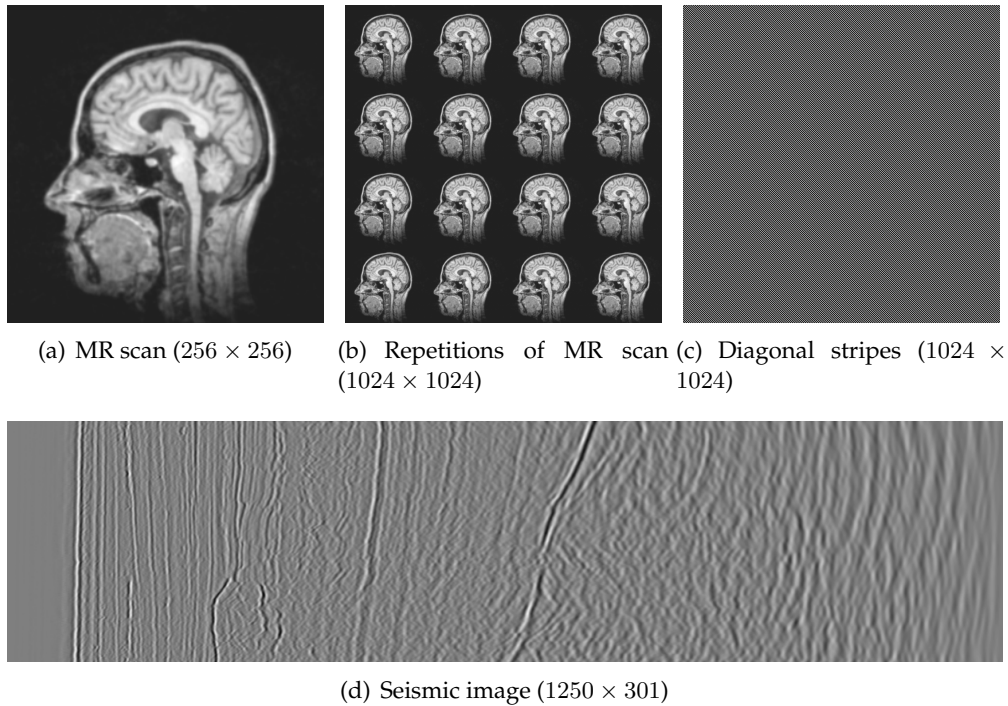 (a) MR scan (256 × 256)
(b) Repetitions of MR scan
(1024 × 1024)
(c) Diagonal stripes (1024 ×
1024)
(d) Seismic image (1250 × 301)